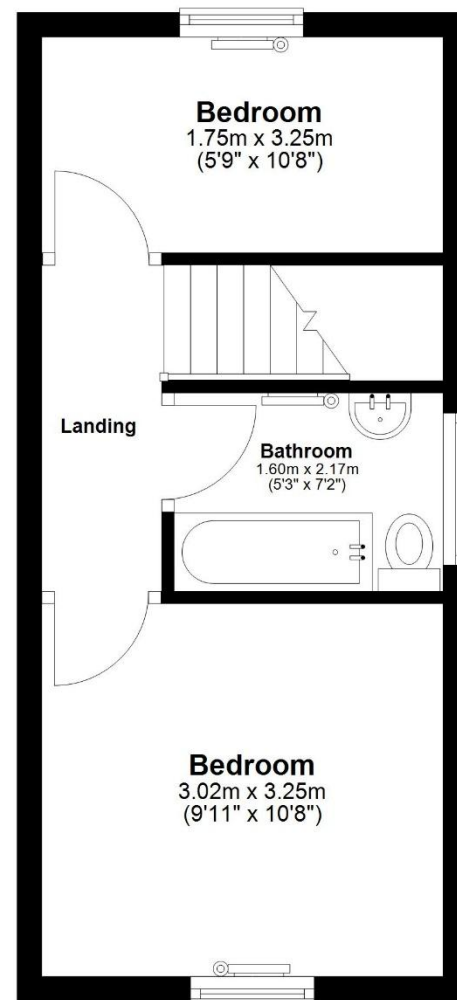 Bedroom
1.75m x 3.25m
(5'9" x 10'8")
Landing
Bathroom
1.60m x 2.17m
(5'3" x 7'2")
Bedroom
3.02m x 3.25m
(9'11" x 10'8")